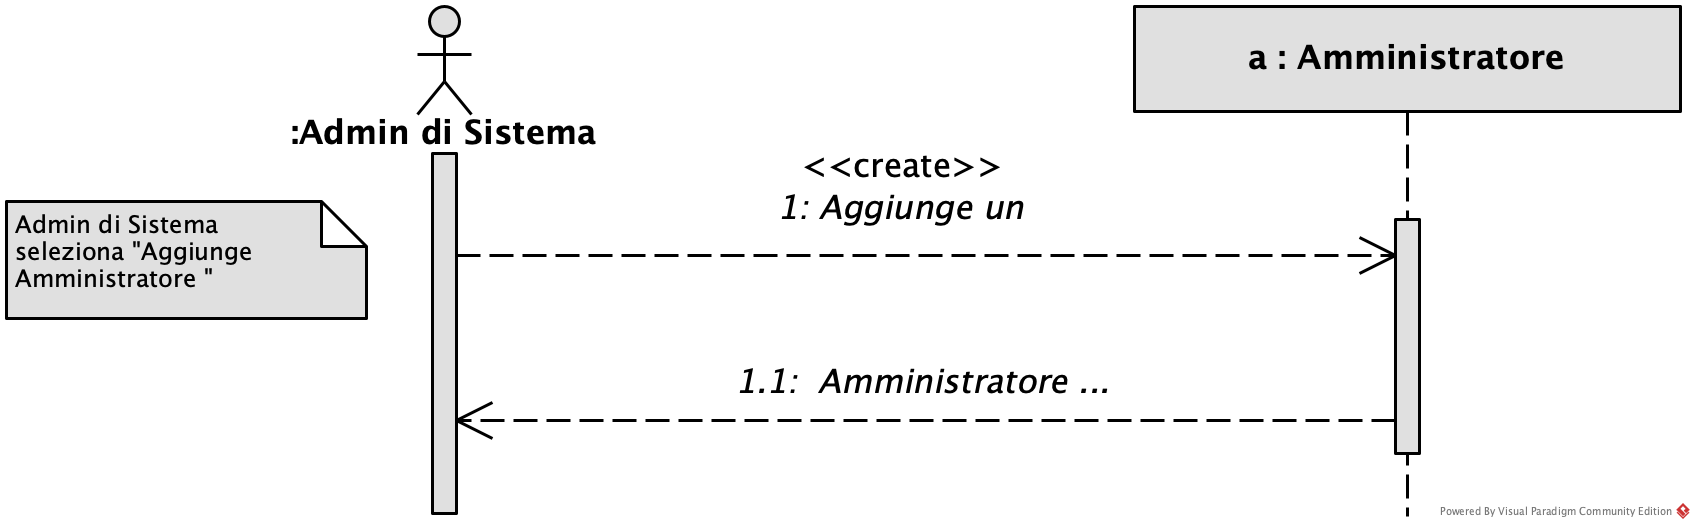 a : Amministratore
:Admin di Sistema
<<create>>
1: Aggiunge un
Admin di Sistema
seleziona "Aggiunge
Amministratore "
1.1:  Amministratore ...
Powered By Visual Paradigm Community Edition